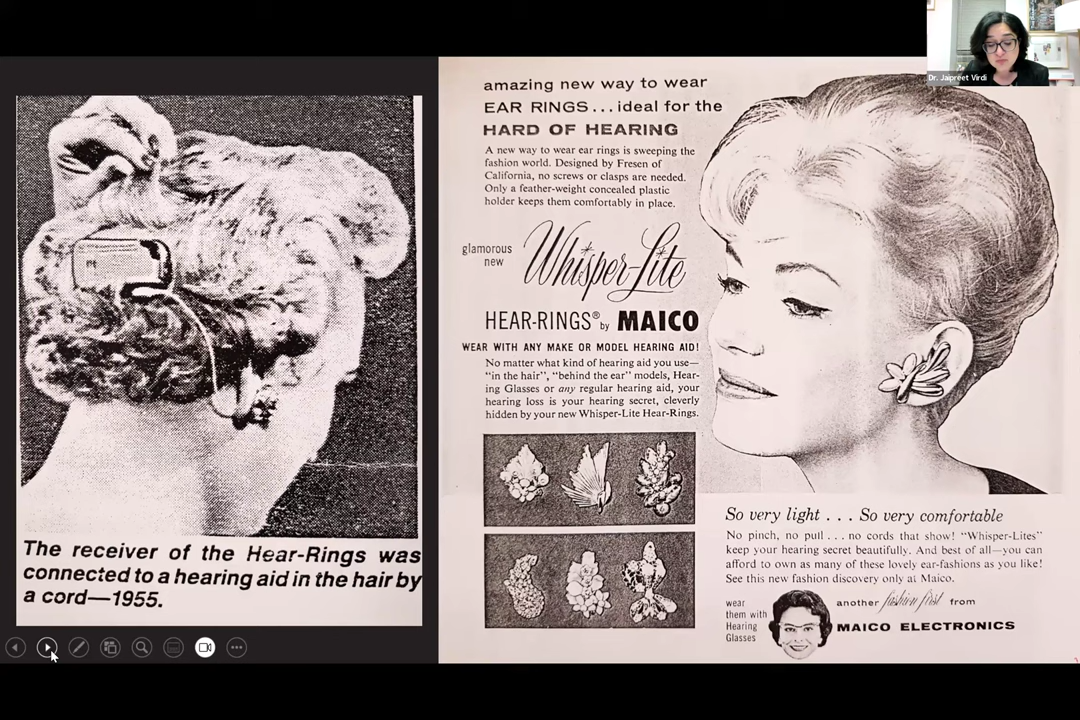 Dr. Jaipreet Virdi
The receiver of the Hear-Rings was
connected to a hearing aid in the hair by
a cord—1955.
amazing new way to wear
EAR RINGS...ideal for the
HARD OF HEARING
A new way to wear ear rings is sweeping the
fashion world. Designed by Fresen of
California, no screws or clasps are needed.
Only a feather-weight concealed plastic
holder keeps them comfortably in place.
glamorous
new
Whisper-Lite
HEAR-RINGS® by MAICO
WEAR WITH ANY MAKE OR MODEL HEARING AID!
No matter what kind of hearing aid you use—
"in the hair", "behind the ear" models, Hear-
ing Glasses or any regular hearing aid, your
hearing loss is your hearing secret, cleverly
hidden by your new Whisper-Lite Hear-Rings.
So very light . . . So very comfortable
No pinch, no pull . . . no cords that show! "Whisper-Lites"
keep your hearing secret beautifully. And best of all—you can
afford to own as many of these lovely ear-fashions as you like!
See this new fashion discovery only at Maico.
wear
them with
Hearing
Glasses
another fashion first from
MAICO ELECTRONICS